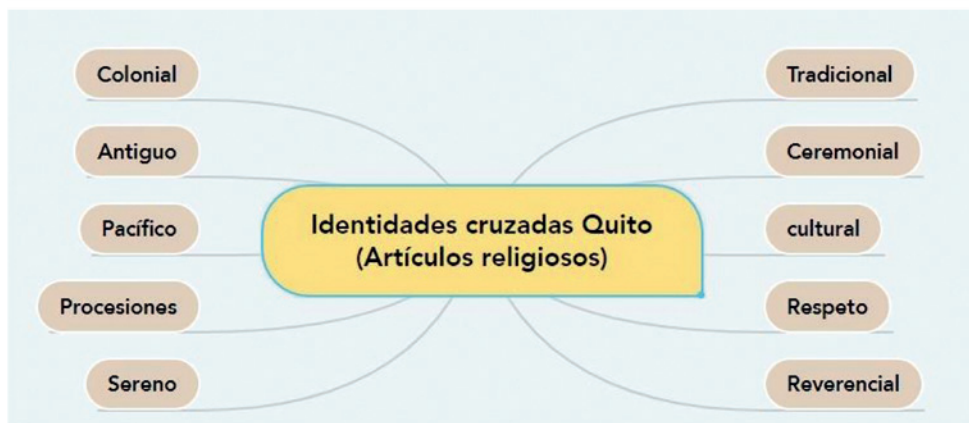 Colonial
Antiguo
Pacífico
Procesiones
Sereno
Identidades cruzadas Quito
(Artículos religiosos)
Tradicional
Ceremonial
cultural
Respeto
Reverencial